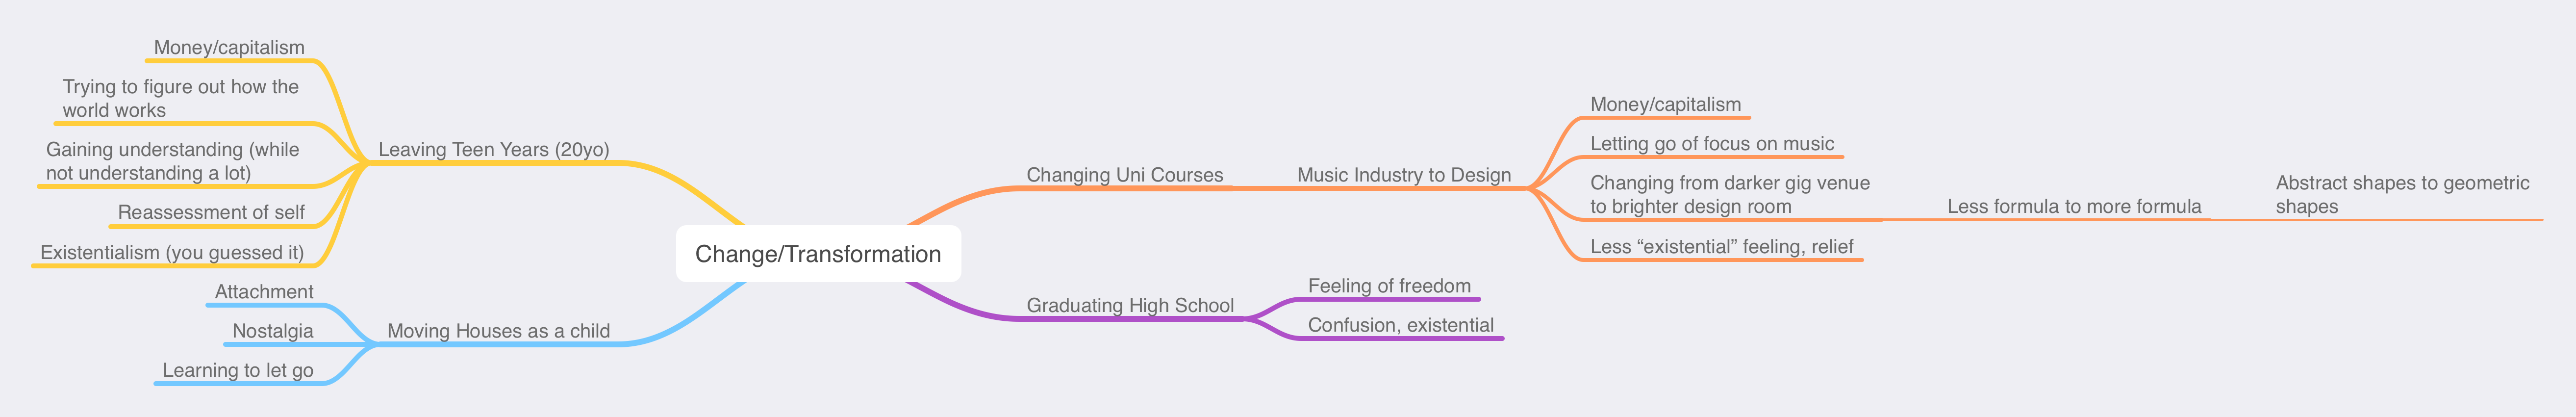 Change/Transformation
Leaving Teen Years (20yo)
Money/capitalism
Trying to figure out how the
world works
Gaining understanding (while
not understanding a lot)
Reassessment of self
Existentialism (you guessed it)
Moving Houses as a child
Attachment
Nostalgia
Learning to let go
Changing Uni Courses
Music Industry to Design
Money/capitalism
Letting go of focus on music
Changing from darker gig venue
to brighter design room
Less formula to more formula
Abstract shapes to geometric
shapes
Less “existential” feeling, relief
Graduating High School
Feeling of freedom
Confusion, existential